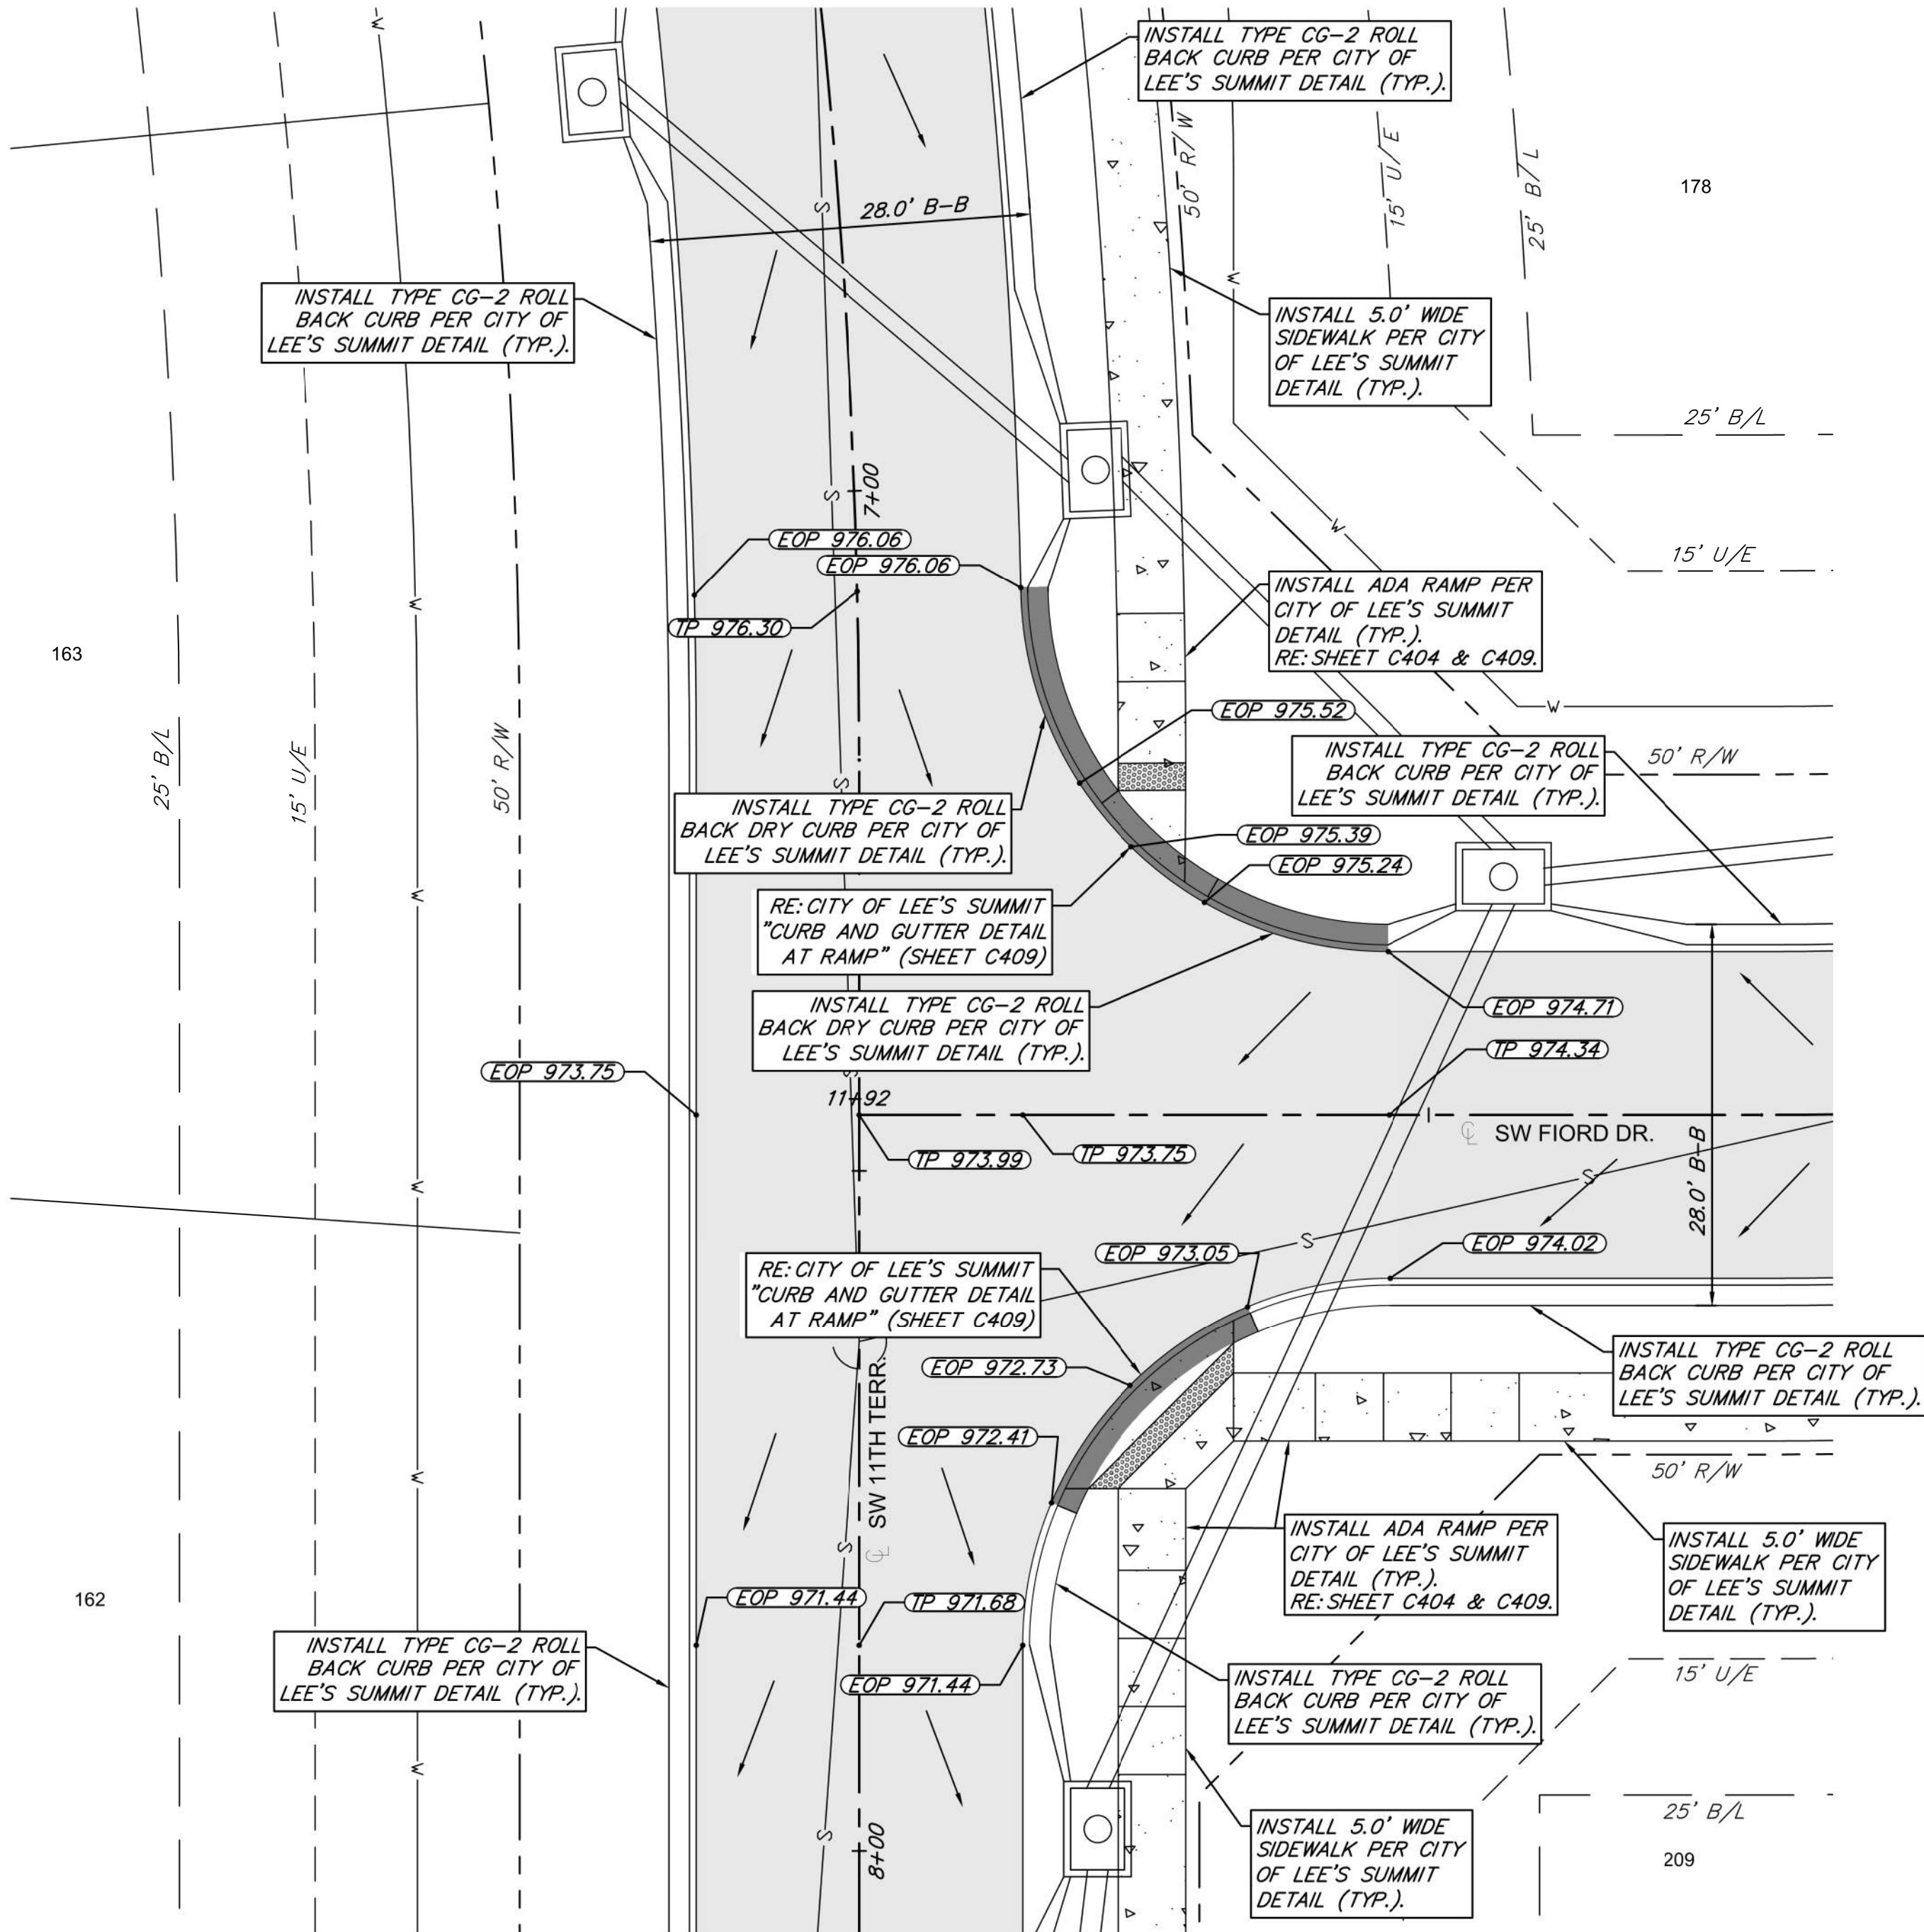 INSTALL TYPE CG-2 ROLL
BACK CURB PER CITY OF
LEE'S SUMMIT DETAIL (TYP.).
W
50' R/W
15' U/E
25' B/L
178
S
28.0' B-B
W
INSTALL TYPE CG-2 ROLL
BACK CURB PER CITY OF
LEE'S SUMMIT DETAIL (TYP.).
INSTALL 5.0' WIDE
SIDEWALK PER CITY
OF LEE'S SUMMIT
DETAIL (TYP.).
25' B/L
S
7+00
W
EOP 976.06
EOP 976.06
15' U/E
W
INSTALL ADA RAMP PER
CITY OF LEE'S SUMMIT
DETAIL (TYP.).
RE: SHEET C404 & C409.
TP 976.30
163
EOP 975.52
W
25' B/L
15' U/E
50' R/W
S
INSTALL TYPE CG-2 ROLL
BACK CURB PER CITY OF
LEE'S SUMMIT DETAIL (TYP.).
50' R/W
INSTALL TYPE CG-2 ROLL
BACK DRY CURB PER CITY OF
LEE'S SUMMIT DETAIL (TYP.).
EOP 975.39
EOP 975.24
W
RE: CITY OF LEE'S SUMMIT
"CURB AND GUTTER DETAIL
AT RAMP" (SHEET C409)
INSTALL TYPE CG-2 ROLL
BACK DRY CURB PER CITY OF
LEE'S SUMMIT DETAIL (TYP.).
EOP 974.71
TP 974.34
EOP 973.75
S
11+92
SW FIORD DR.
28.0' B-B
TP 973.99
TP 973.75
W
S
EOP 973.05
S
EOP 974.02
RE: CITY OF LEE'S SUMMIT
"CURB AND GUTTER DETAIL
AT RAMP" (SHEET C409)
EOP 972.73
INSTALL TYPE CG-2 ROLL
BACK CURB PER CITY OF
LEE'S SUMMIT DETAIL (TYP.).
SW 11TH TERR.
EOP 972.41
W
50' R/W
S
INSTALL ADA RAMP PER
CITY OF LEE'S SUMMIT
DETAIL (TYP.).
RE: SHEET C404 & C409.
INSTALL 5.0' WIDE
SIDEWALK PER CITY
OF LEE'S SUMMIT
DETAIL (TYP.).
162
EOP 971.44
TP 971.68
INSTALL TYPE CG-2 ROLL
BACK CURB PER CITY OF
LEE'S SUMMIT DETAIL (TYP.).
EOP 971.44
INSTALL TYPE CG-2 ROLL
BACK CURB PER CITY OF
LEE'S SUMMIT DETAIL (TYP.).
15' U/E
W
25' B/L
S
8+00
INSTALL 5.0' WIDE
SIDEWALK PER CITY
OF LEE'S SUMMIT
DETAIL (TYP.).
209